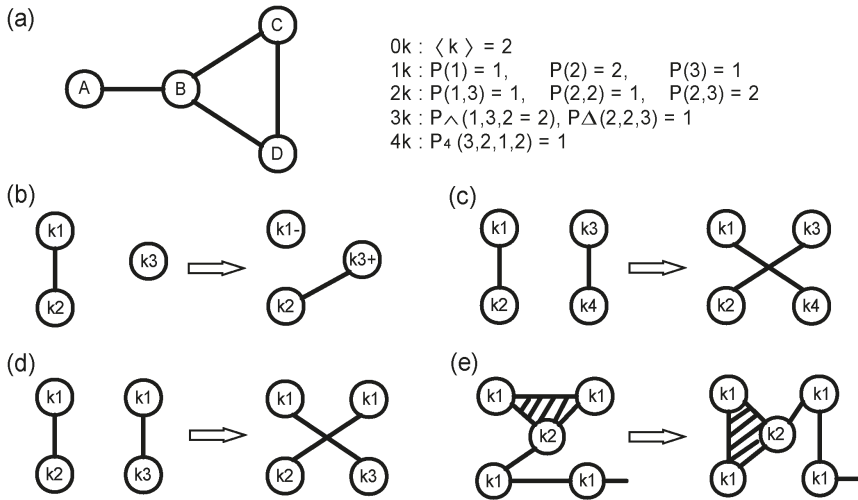 (a)
C
A
B
D
0k : ⟨ k ⟩ = 2
1k : P(1) = 1, P(2) = 2, P(3) = 1
2k : P(1,3) = 1, P(2,2) = 1, P(2,3) = 2
3k : P∧(1,3,2 = 2), P∆(2,2,3) = 1
4k : P₄(3,2,1,2) = 1
(b)
k1
k3
k2
k1-
k3+
k2
(c)
k1
k3
k2
k4
k1
k3
k2
k4
(d)
k1
k1
k2
k3
k1
k1
k2
k3
(e)
k1
k1
k2
k1
k1
k1
k1
k2
k1
k1